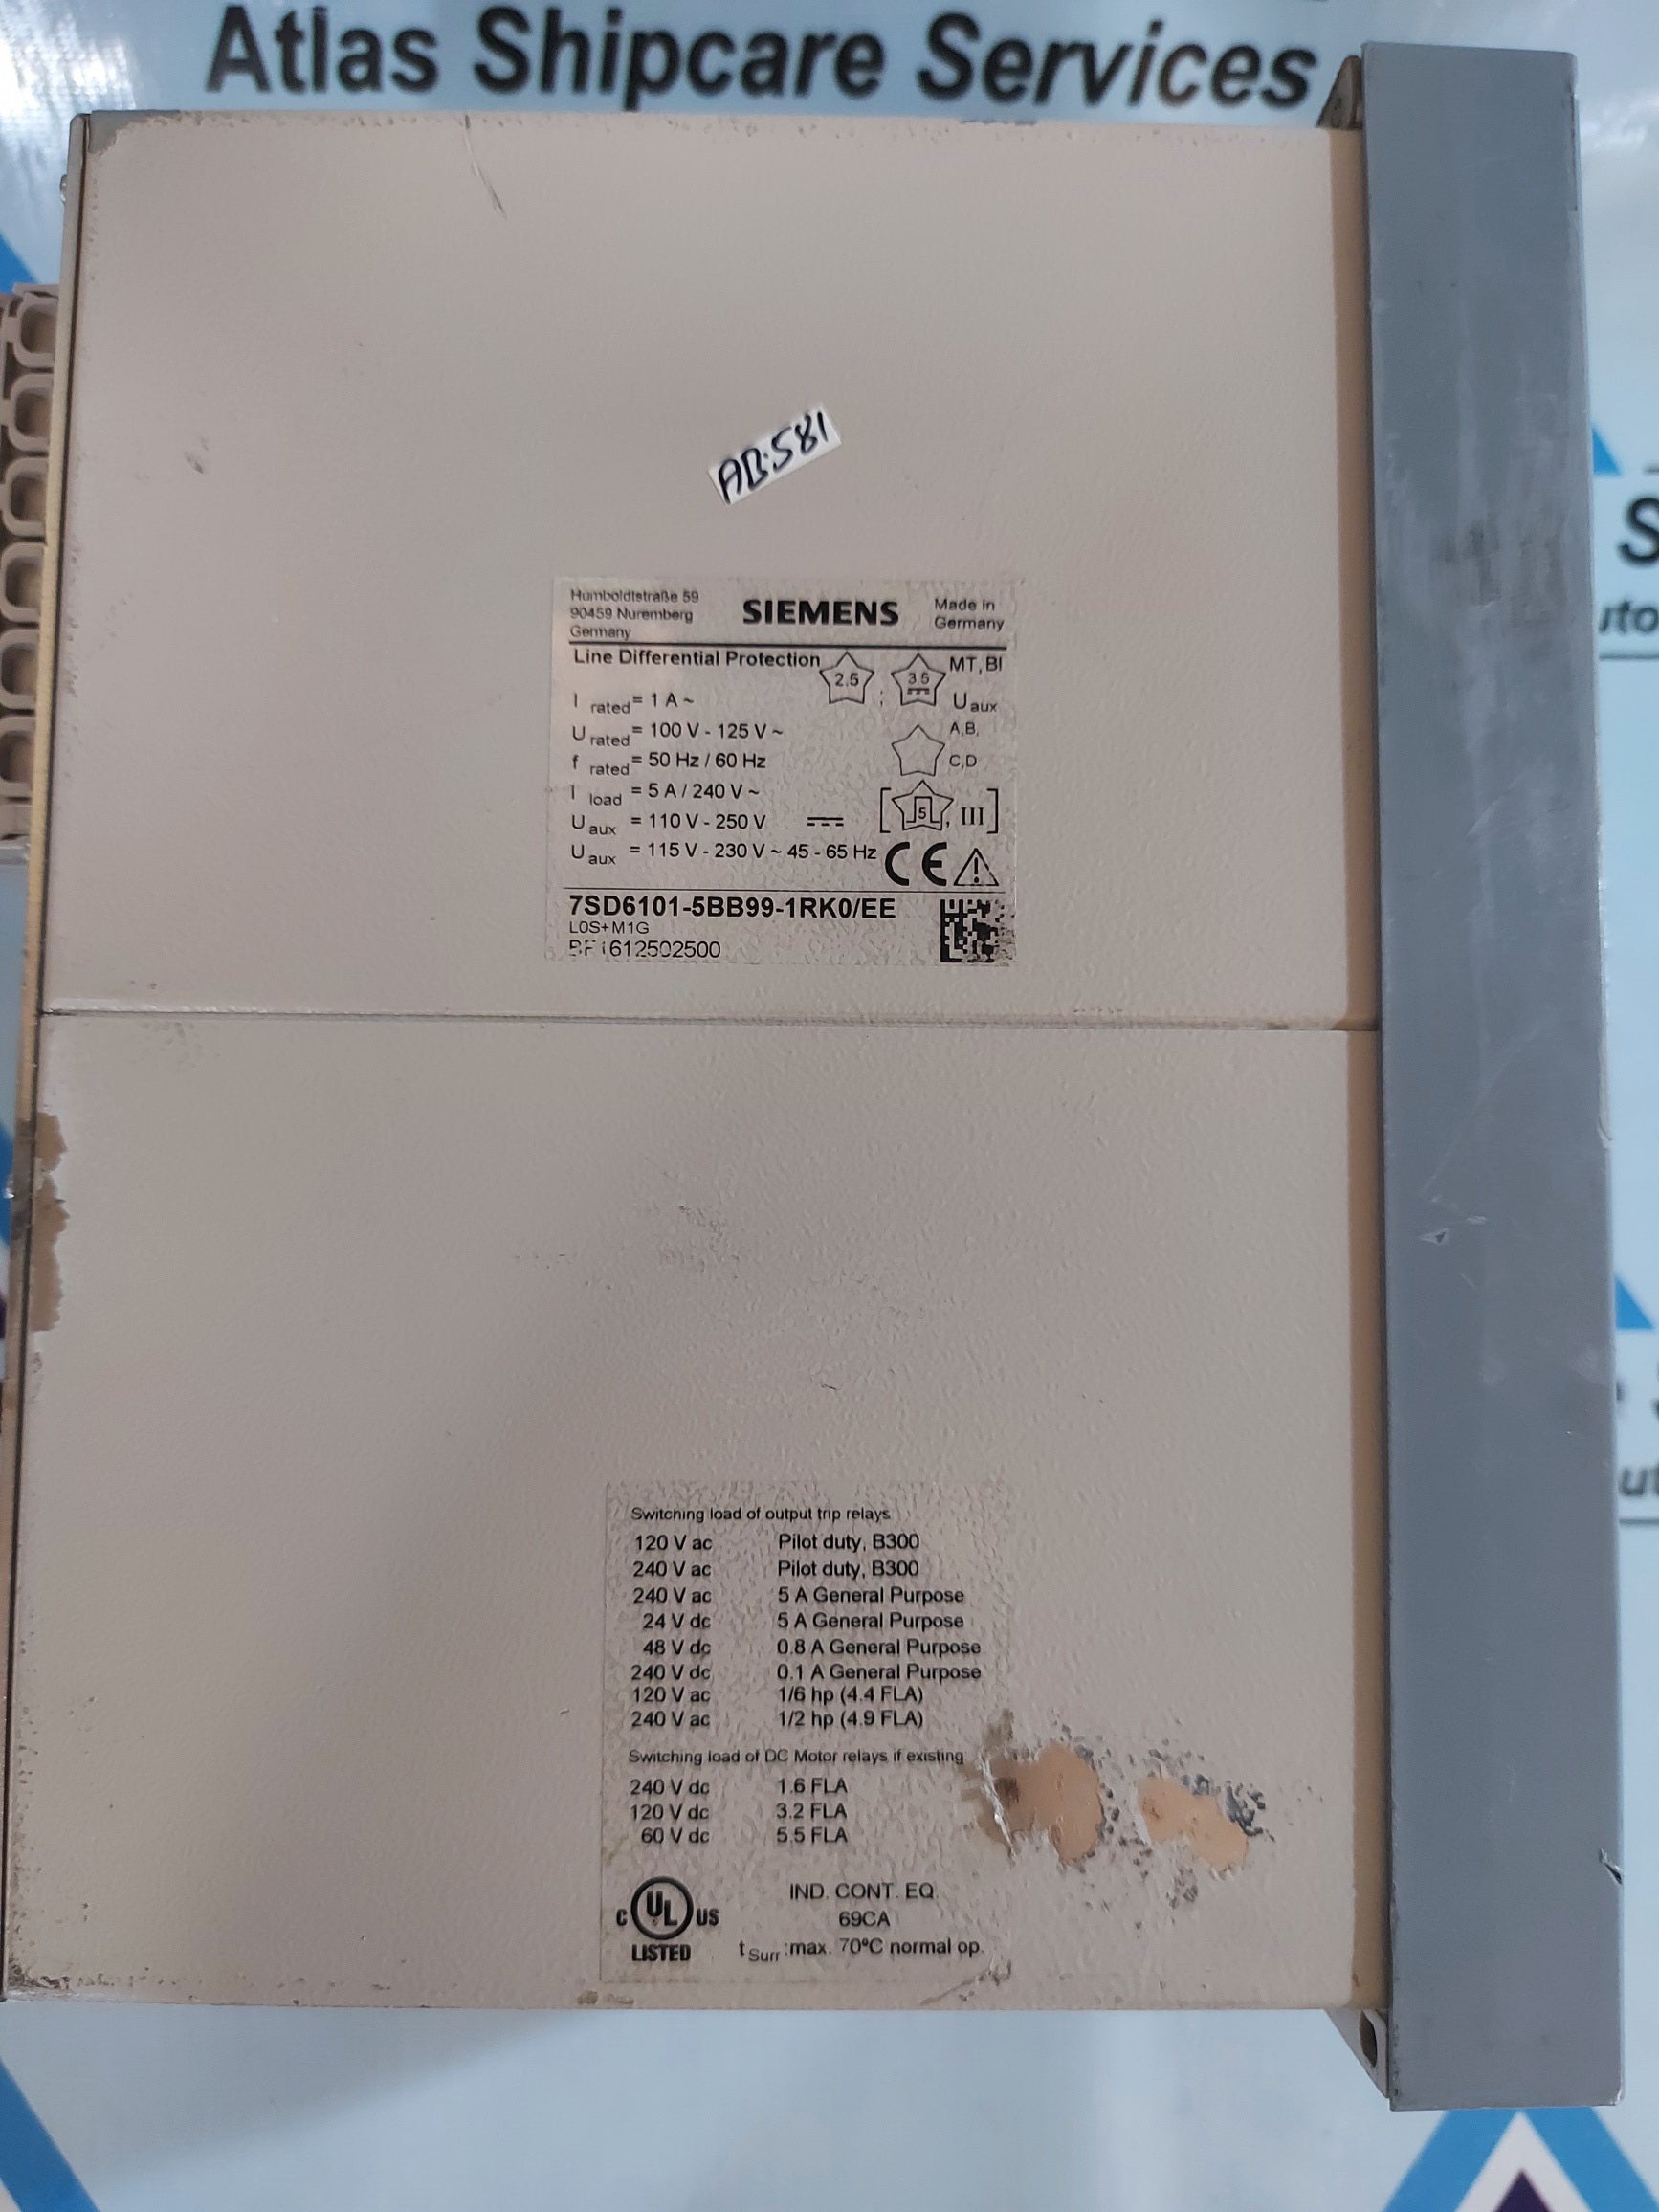 Atlas Shipcare Services
AB:581
Humboldtstraße 59
90459 Nuremberg
Germany
SIEMENS
Made in
Germany
Line Differential Protection
2.5 ; 3.5
MT, BI
I rated = 1 A ~
U aux
U rated = 100 V - 125 V ~
A,B,
f rated = 50 Hz / 60 Hz
C,D
I load = 5 A / 240 V ~
U aux = 110 V - 250 V
[5, III]
U aux = 115 V - 230 V ~ 45 - 65 Hz
CE
7SD6101-5BB99-1RK0/EE
L0S+M1G
BF1612502500
Switching load of output trip relays
120 V ac Pilot duty, B300
240 V ac Pilot duty, B300
240 V ac 5 A General Purpose
24 V dc 5 A General Purpose
48 V dc 0.8 A General Purpose
240 V dc 0.1 A General Purpose
120 V ac 1/6 hp (4.4 FLA)
240 V ac 1/2 hp (4.9 FLA)
Switching load of DC Motor relays if existing
240 V dc 1.6 FLA
120 V dc 3.2 FLA
60 V dc 5.5 FLA
C UL US
LISTED
IND. CONT. EQ.
69CA
t Surr :max. 70°C normal op.